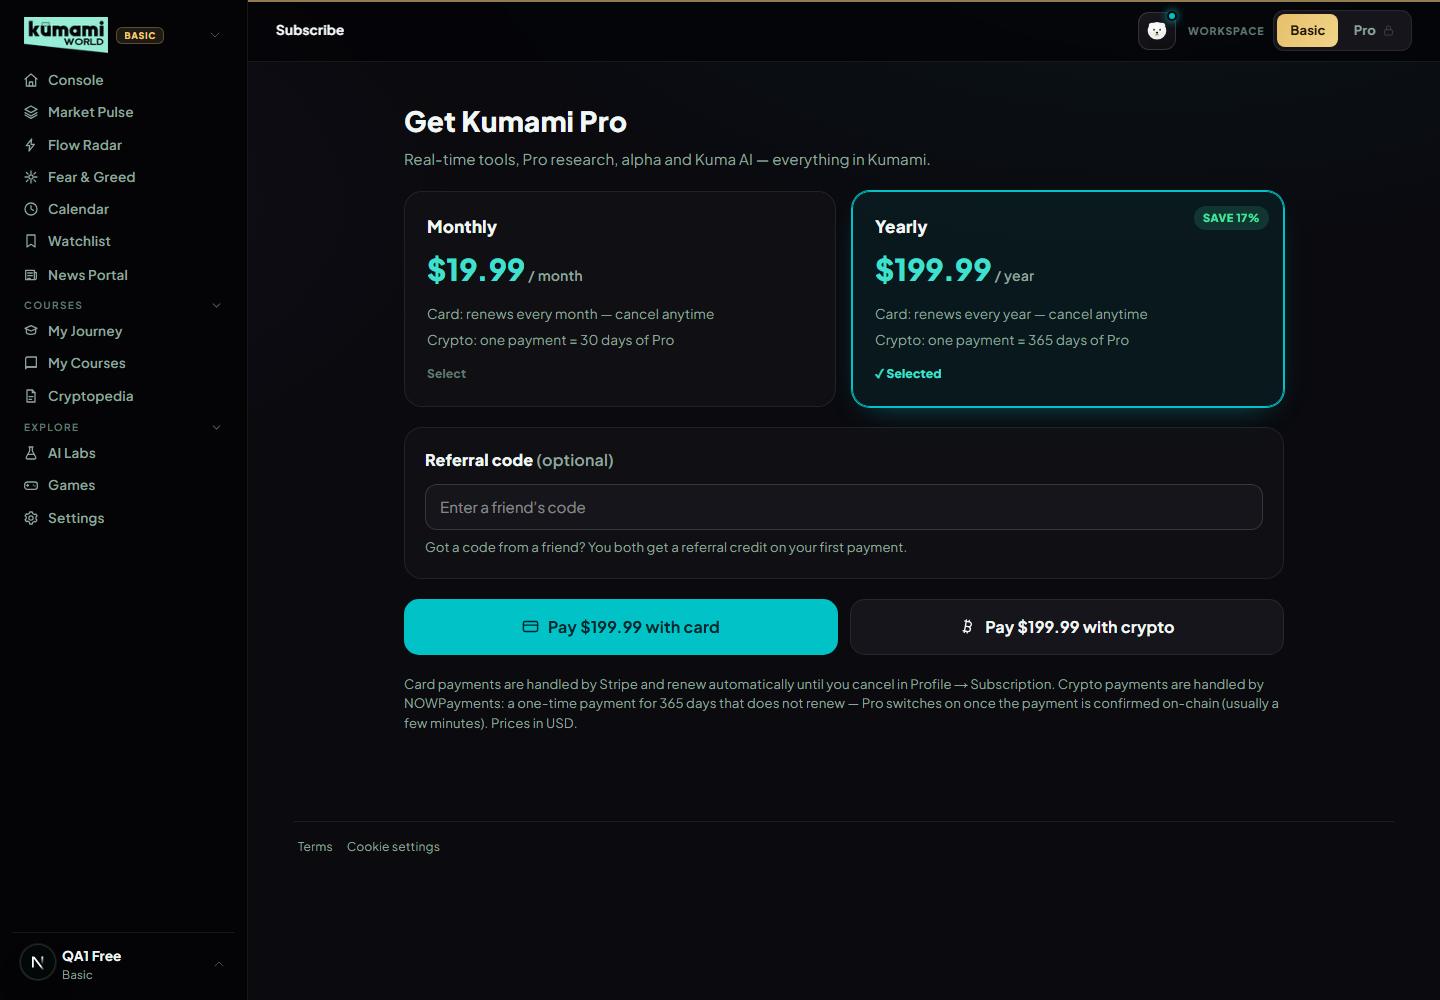 kumami
WORLD
BASIC
Console
Market Pulse
Flow Radar
Fear & Greed
Calendar
Watchlist
News Portal
COURSES
My Journey
My Courses
Cryptopedia
EXPLORE
AI Labs
Games
Settings
QA1 Free
Basic
Subscribe
WORKSPACE
Basic
Pro
Get Kumami Pro
Real-time tools, Pro research, alpha and Kuma AI — everything in Kumami.
Monthly
$19.99 / month
Card: renews every month — cancel anytime
Crypto: one payment = 30 days of Pro
Select
SAVE 17%
Yearly
$199.99 / year
Card: renews every year — cancel anytime
Crypto: one payment = 365 days of Pro
✓ Selected
Referral code (optional)
Enter a friend's code
Got a code from a friend? You both get a referral credit on your first payment.
Pay $199.99 with card
Pay $199.99 with crypto
Card payments are handled by Stripe and renew automatically until you cancel in Profile → Subscription. Crypto payments are handled by
NOWPayments: a one-time payment for 365 days that does not renew — Pro switches on once the payment is confirmed on-chain (usually a
few minutes). Prices in USD.
Terms
Cookie settings